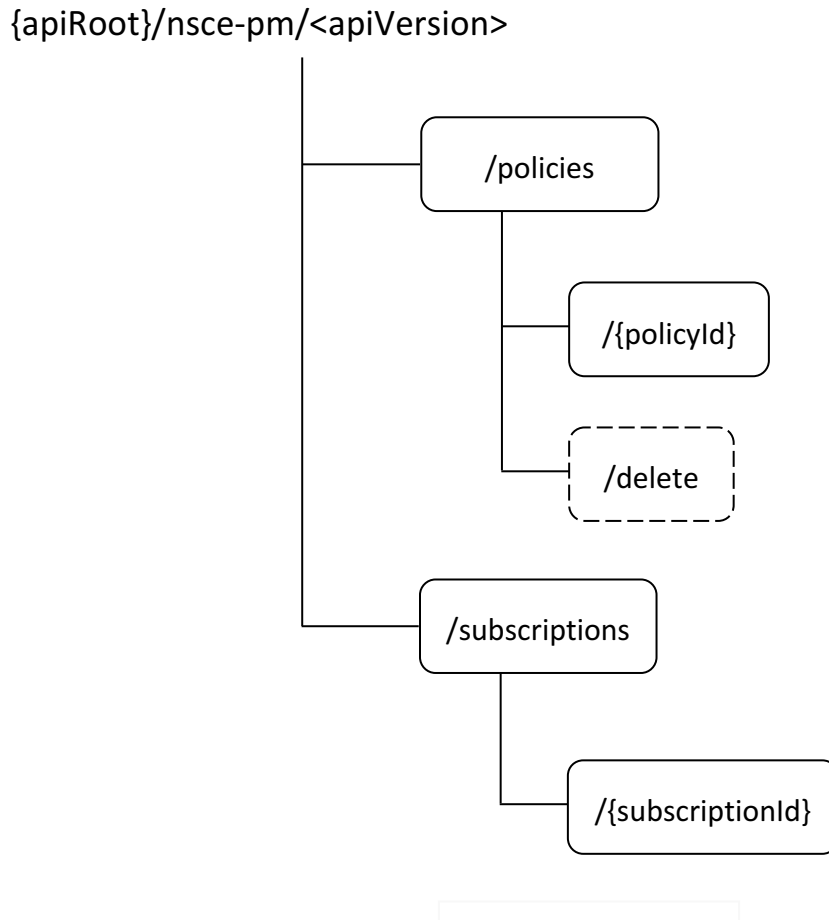 {apiRoot}/nsce-pm/<apiVersion>
/policies
/{policyId}
/delete
/subscriptions
/{subscriptionId}